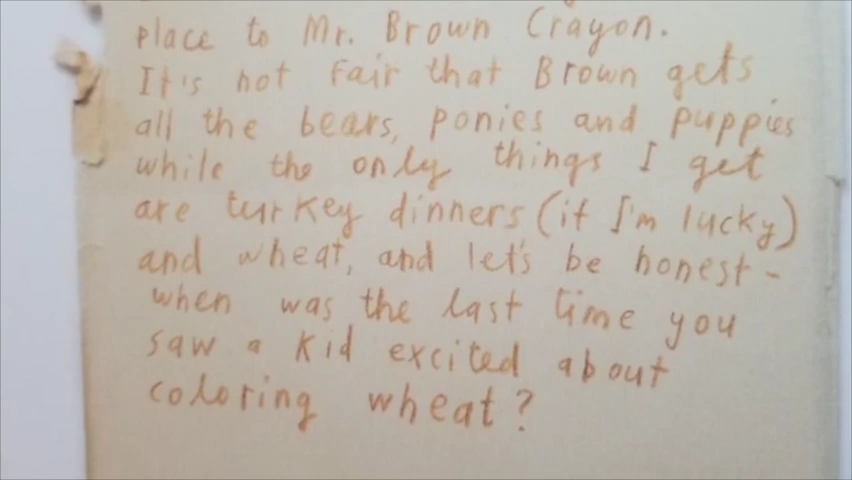 place to Mr. Brown Crayon.
It's not fair that Brown gets
all the bears, ponies and puppies
while the only things I get
are turkey dinners (if I'm lucky)
and wheat, and let's be honest -
when was the last time you
saw a kid excited about
coloring wheat?